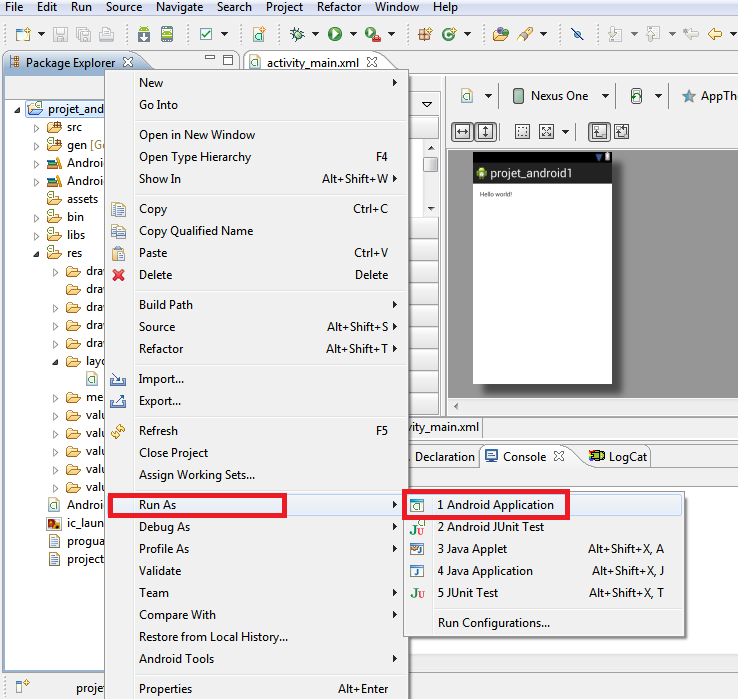 File Edit Run Source Navigate Search Project Refactor Window Help
Package Explorer
activity_main.xml
projet_and
src
gen [Ge
Androi
Androi
assets
bin
libs
res
dra
dra
dra
dra
dra
layo
me
valu
valu
valu
valu
valu
Androi
ic_laun
progua
project
New
Go Into
Open in New Window
Open Type Hierarchy F4
Show In Alt+Shift+W
Copy Ctrl+C
Copy Qualified Name
Paste Ctrl+V
Delete Delete
Build Path
Source Alt+Shift+S
Refactor Alt+Shift+T
Import...
Export...
Refresh F5
Close Project
Assign Working Sets...
Run As
Debug As
Profile As
Validate
Team
Compare With
Restore from Local History...
Android Tools
Properties Alt+Enter
Nexus One AppThe
projet_android1
Hello world!
vity_main.xml
Declaration Console LogCat
1 Android Application
2 Android JUnit Test
3 Java Applet Alt+Shift+X, A
4 Java Application Alt+Shift+X, J
5 JUnit Test Alt+Shift+X, T
Run Configurations...
proje